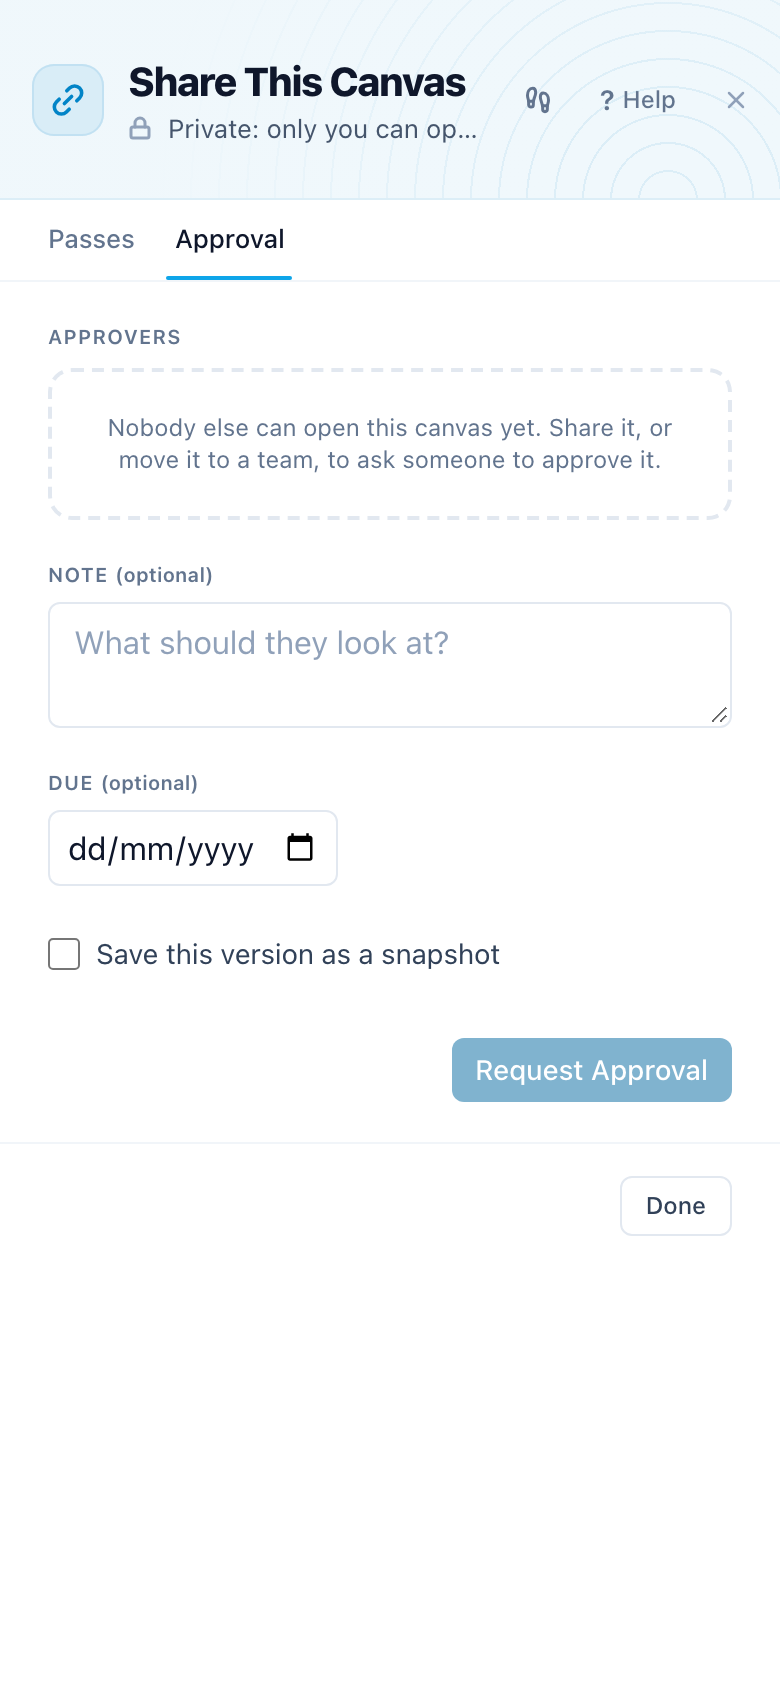 Share This Canvas
Private: only you can op...
? Help
Passes
Approval
APPROVERS
Nobody else can open this canvas yet. Share it, or
move it to a team, to ask someone to approve it.
NOTE (optional)
What should they look at?
DUE (optional)
dd/mm/yyyy
Save this version as a snapshot
Request Approval
Done